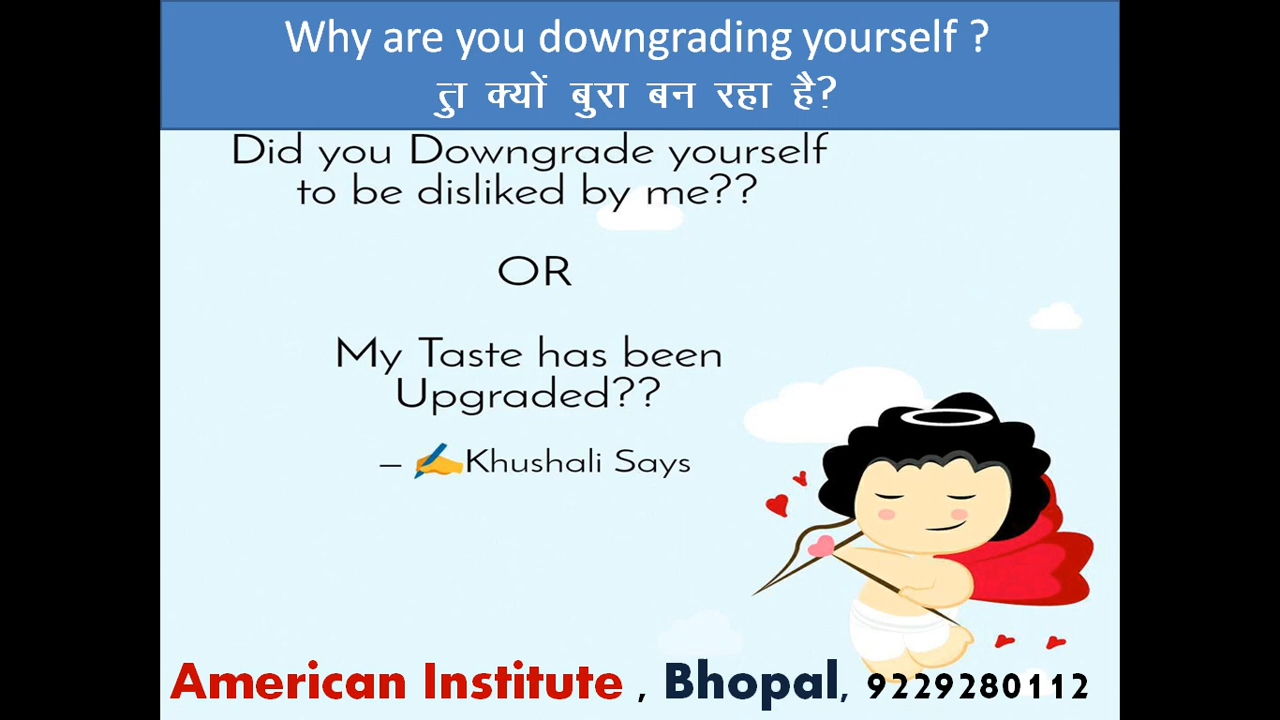 Why are you downgrading yourself ?
तु क्यों बुरा बन रहा है?
Did you Downgrade yourself
to be disliked by me??
OR
My Taste has been
Upgraded??
– ✍Khushali Says
American Institute , Bhopal, 9229280112